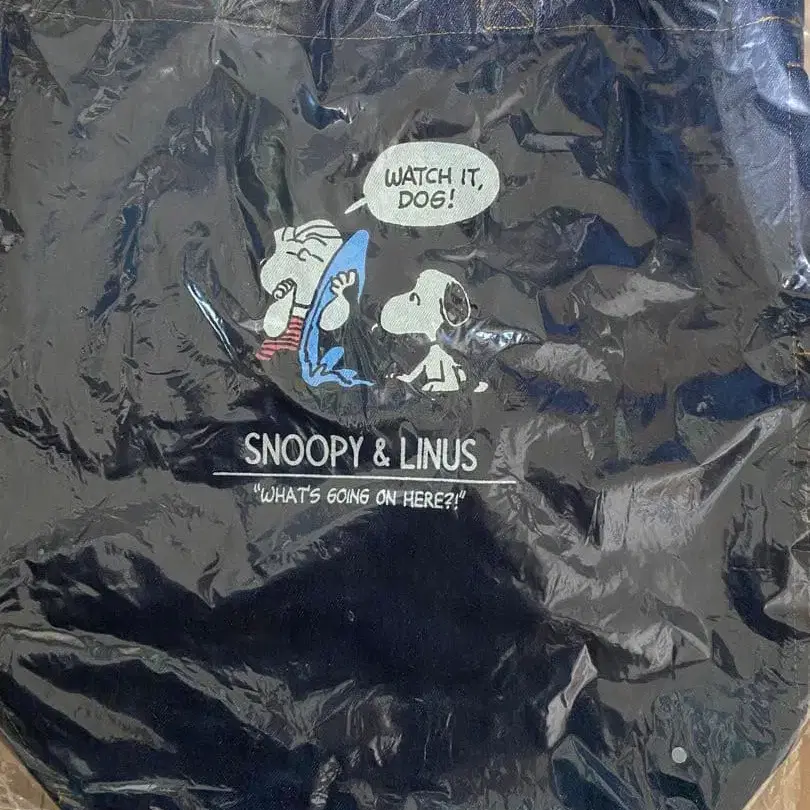 WATCH IT,
DOG!
SNOOPY & LINUS
"WHAT'S GOING ON HERE?!"